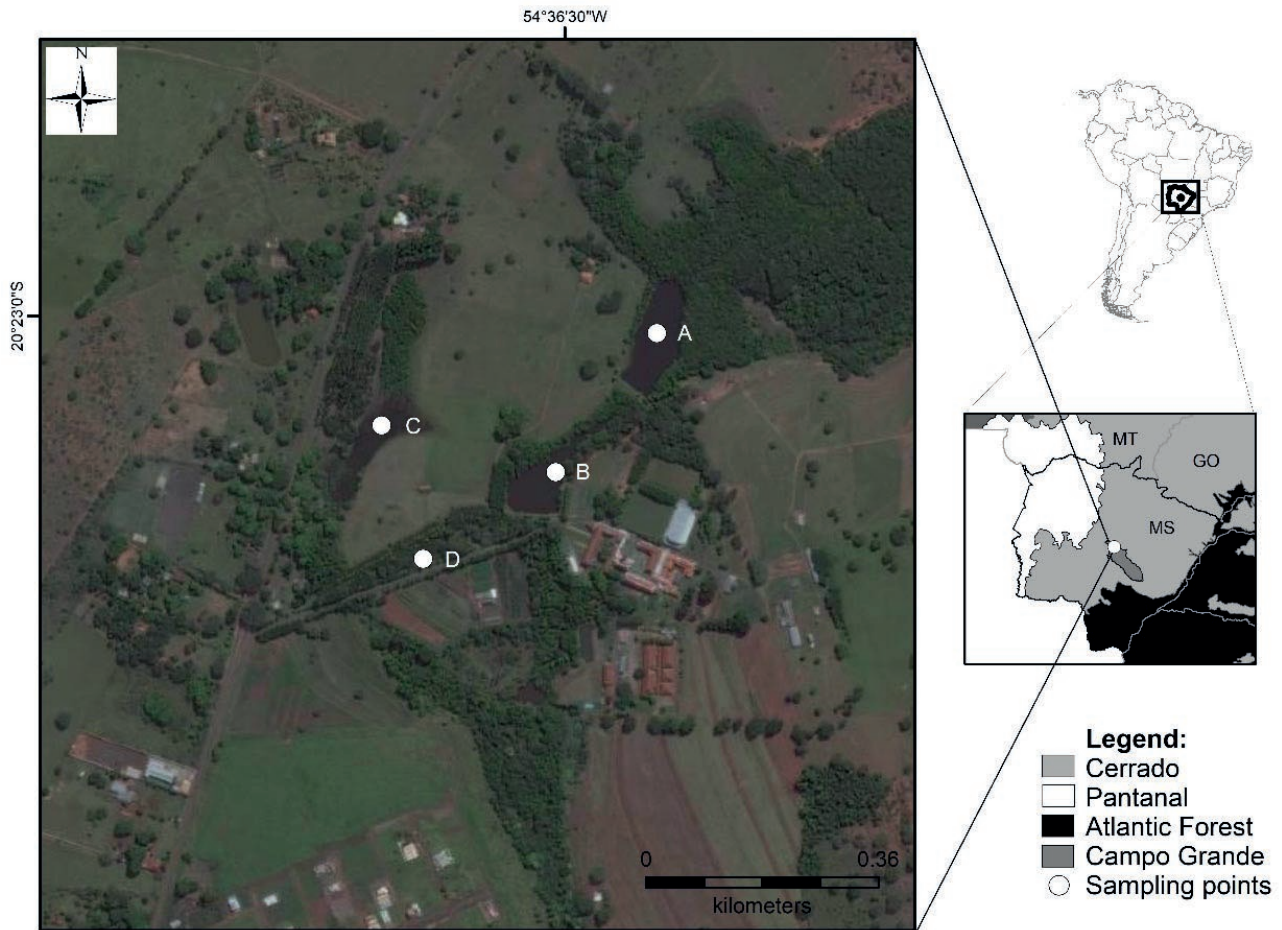 54°36'30"W
N
20°23'0"S
A
C
B
D
0 0.36
kilometers
MT
GO
MS
Legend:
Cerrado
Pantanal
Atlantic Forest
Campo Grande
Sampling points